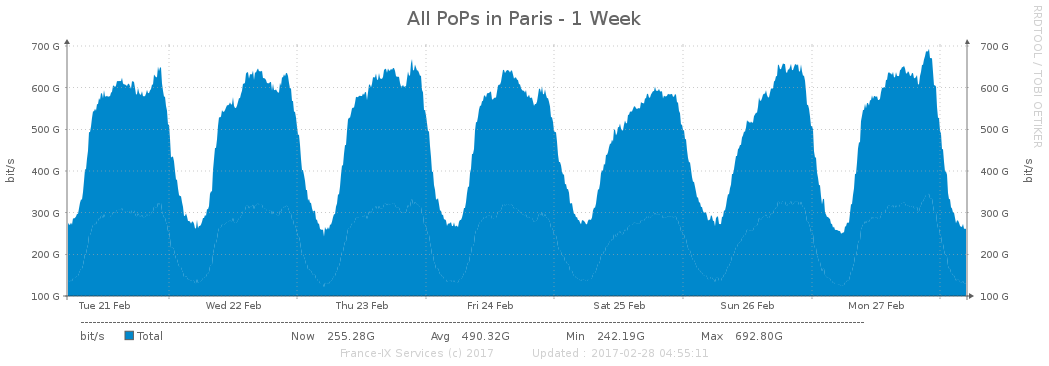 All PoPs in Paris - 1 Week
RRDTOOL / TOBI OETIKER
700 G 700 G
600 G 600 G
500 G 500 G
400 G 400 G
300 G 300 G
200 G 200 G
100 G 100 G
bit/s bit/s
Tue 21 Feb Wed 22 Feb Thu 23 Feb Fri 24 Feb Sat 25 Feb Sun 26 Feb Mon 27 Feb
bit/s Total Now 255.28G Avg 490.32G Min 242.19G Max 692.80G
France-IX Services (c) 2017 Updated : 2017-02-28 04:55:11